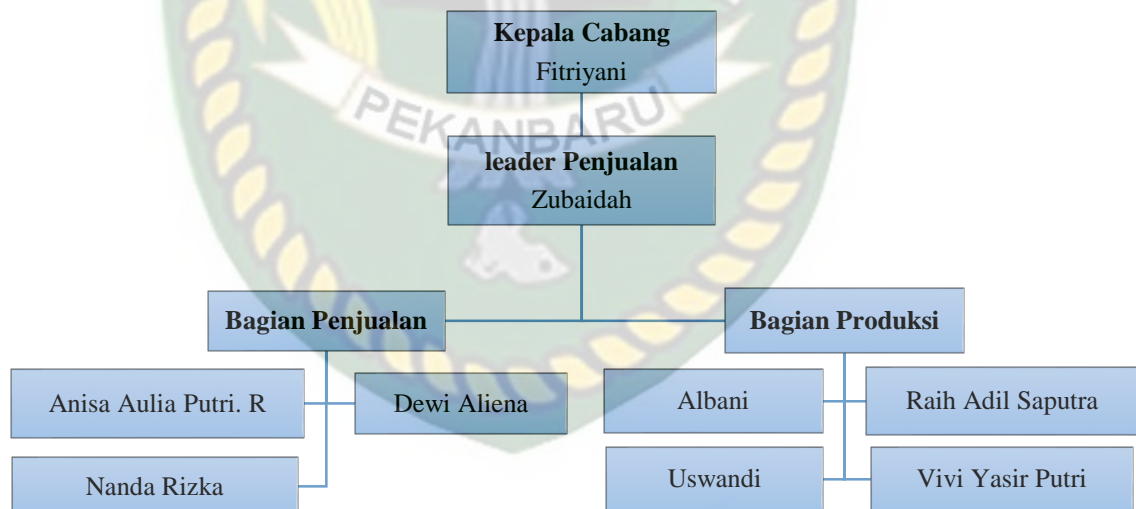 Kepala Cabang
Fitriyani
PEKANBARU
leader Penjualan
Zubaidah
Bagian Penjualan
Bagian Produksi
Anisa Aulia Putri. R
Dewi Aliena
Albani
Raih Adil Saputra
Nanda Rizka
Uswandi
Vivi Yasir Putri